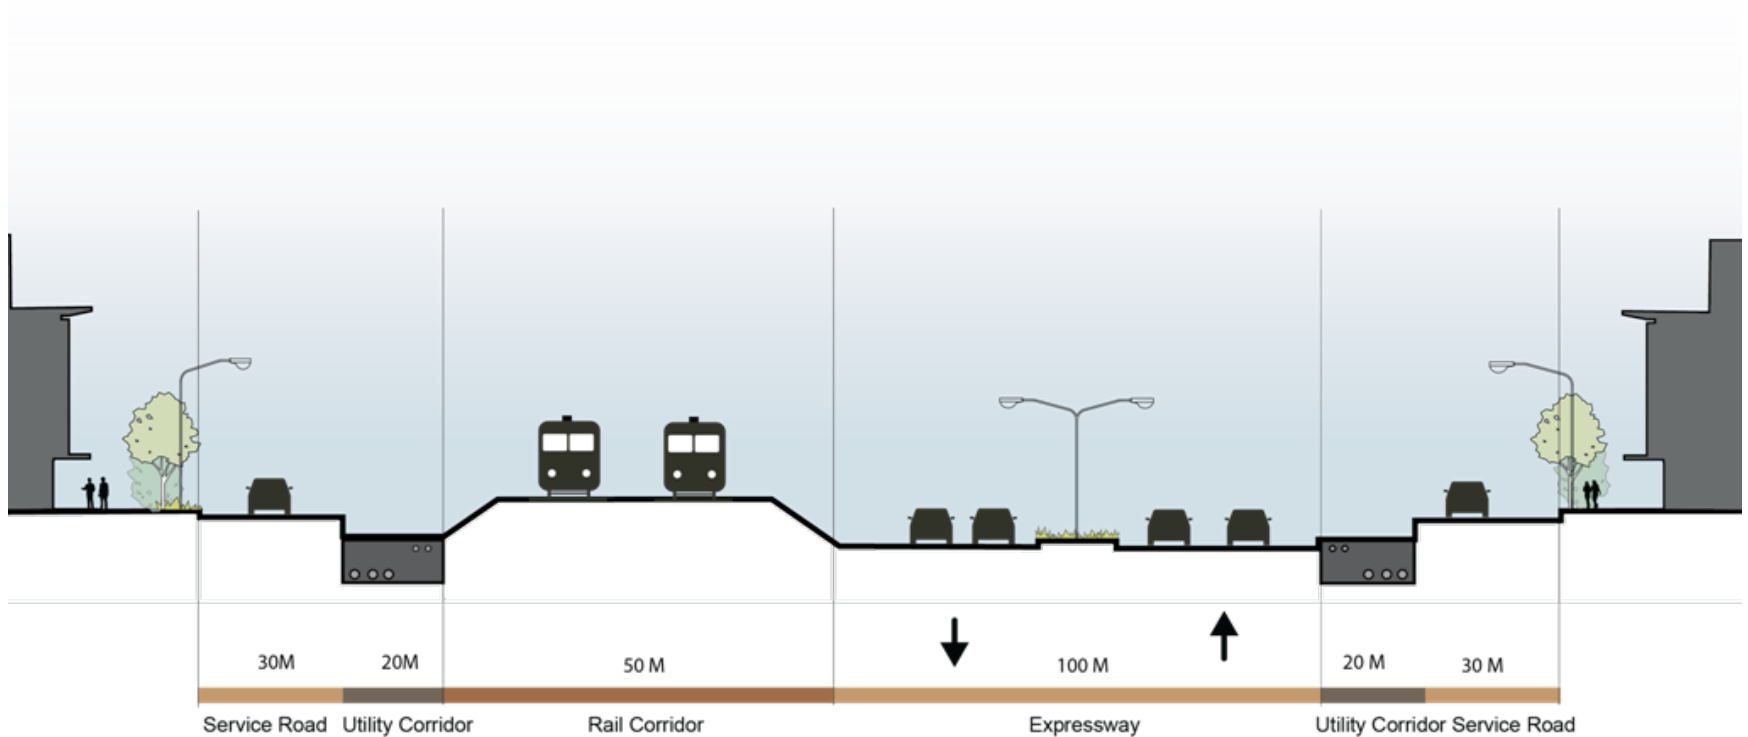 30M 20M 50 M 100 M 20 M 30 M
Service Road Utility Corridor Rail Corridor Expressway Utility Corridor Service Road